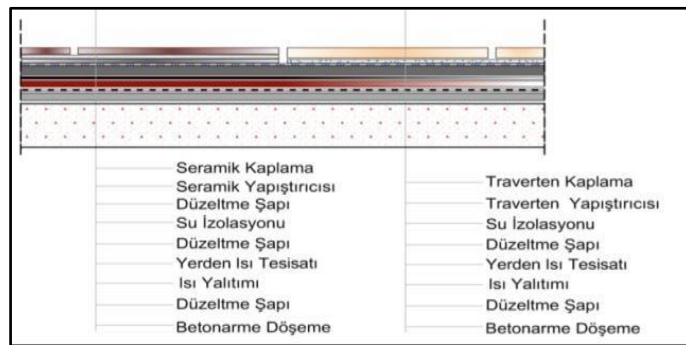 Seramik Kaplama
Seramik Yapıştırıcısı
Düzeltme Şapı
Su İzolasyonu
Düzeltme Şapı
Yerden Isı Tesisatı
Isı Yalıtımı
Düzeltme Şapı
Betonarme Döşeme
Traverten Kaplama
Traverten Yapıştırıcısı
Su İzolasyonu
Düzeltme Şapı
Yerden Isı Tesisatı
Isı Yalıtımı
Düzeltme Şapı
Betonarme Döşeme